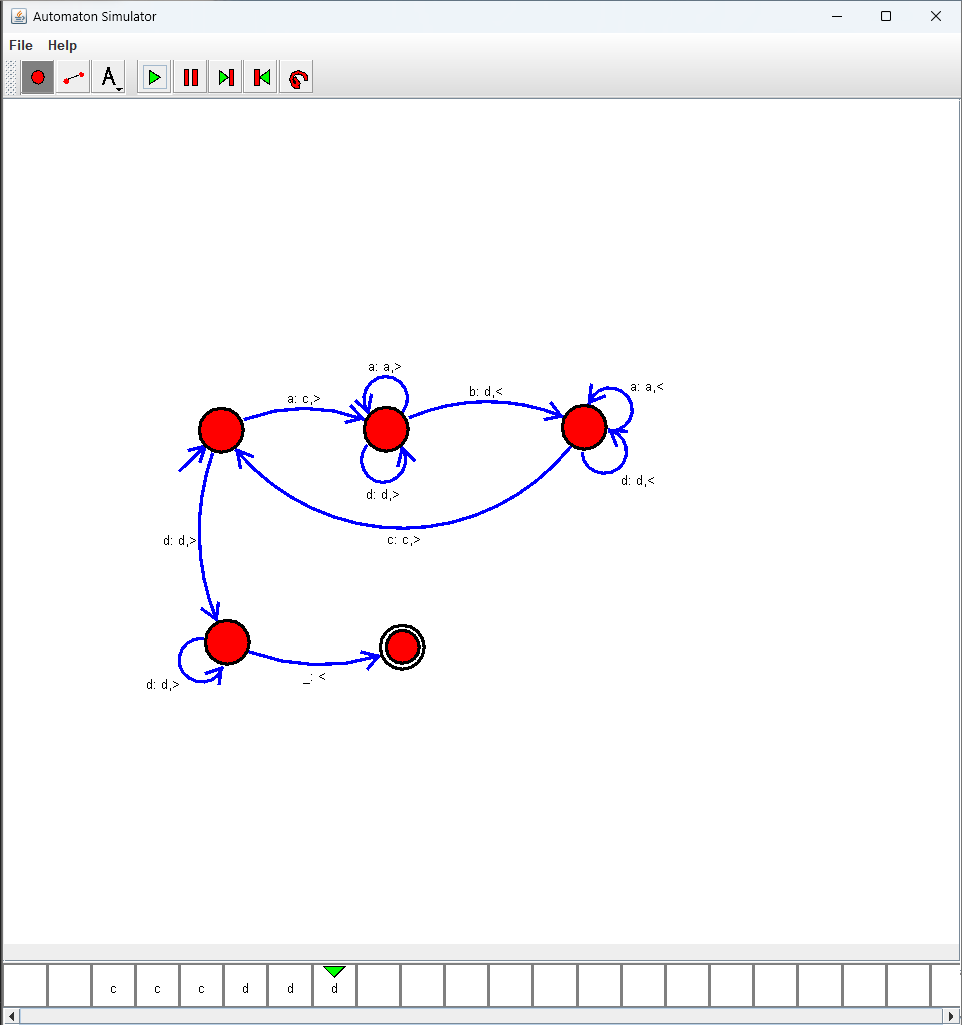 Automaton Simulator
File Help
A
a: a,>
a: c,>
b: d,<
a: a,<
d: d,<
d: d,>
c: c,>
d: d,>
_: <
d: d,>
c c c d d d